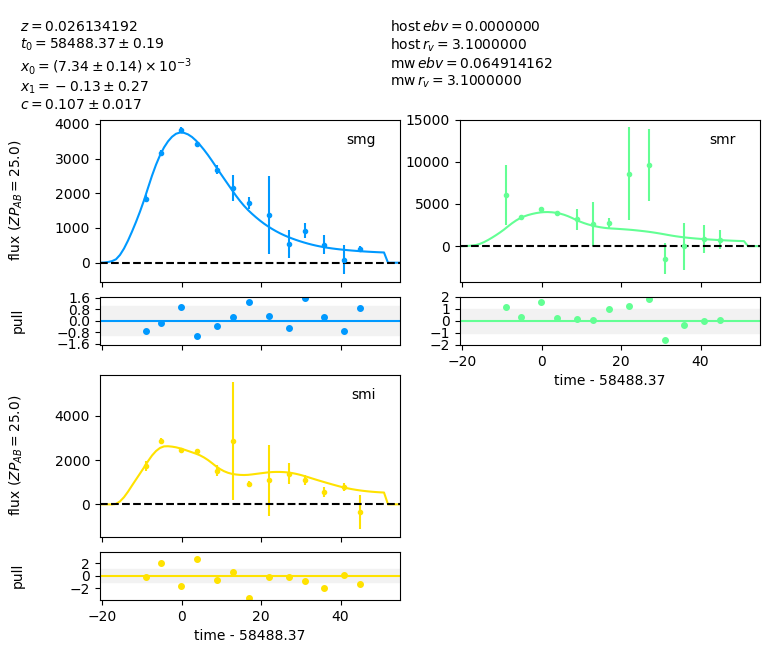 z = 0.026134192
t0 = 58488.37 ± 0.19
x0 = (7.34 ± 0.14) × 10^−3
x1 = −0.13 ± 0.27
c = 0.107 ± 0.017
host ebv = 0.0000000
host rv = 3.1000000
mw ebv = 0.064914162
mw rv = 3.1000000
flux (ZPAB = 25.0)
4000
3000
2000
1000
0
smg
15000
10000
5000
0
smr
pull
1.6
0.8
0.0
−0.8
−1.6
2
1
0
−1
−2
−20
0
20
40
time - 58488.37
flux (ZPAB = 25.0)
4000
2000
0
smi
pull
2
0
−2
−20
0
20
40
time - 58488.37